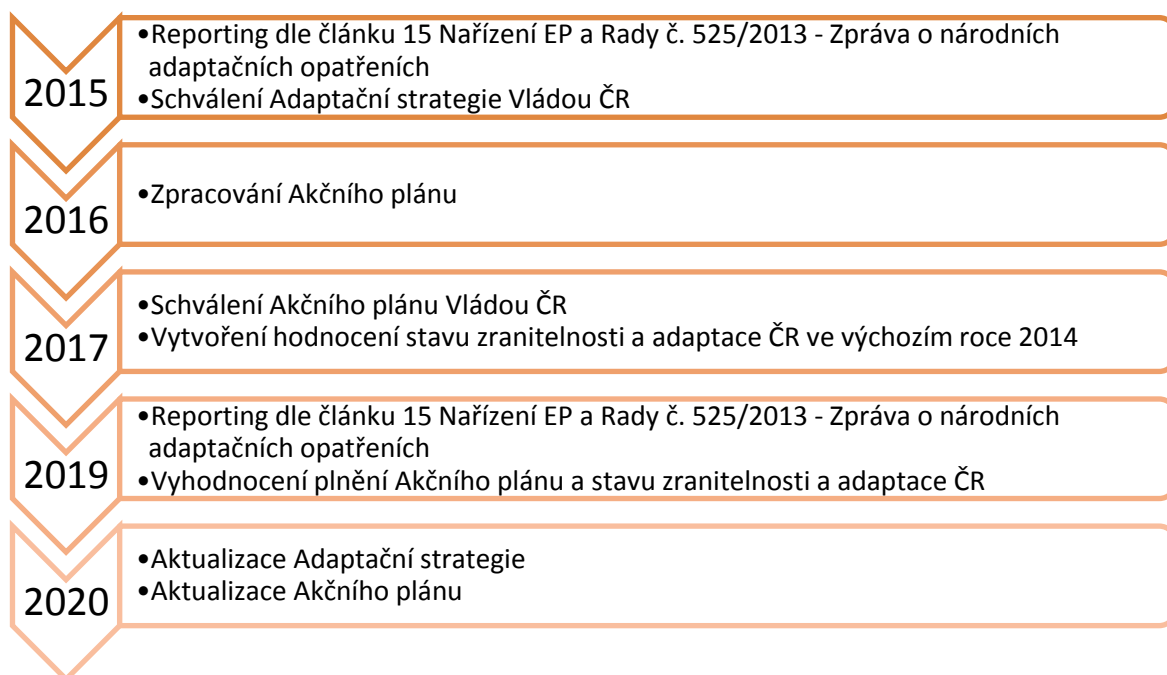 2015
•Reporting dle článku 15 Nařízení EP a Rady č. 525/2013 - Zpráva o národních
adaptačních opatřeních
•Schválení Adaptační strategie Vládou ČR
2016
•Zpracování Akčního plánu
2017
•Schválení Akčního plánu Vládou ČR
•Vytvoření hodnocení stavu zranitelnosti a adaptace ČR ve výchozím roce 2014
2019
•Reporting dle článku 15 Nařízení EP a Rady č. 525/2013 - Zpráva o národních
adaptačních opatřeních
•Vyhodnocení plnění Akčního plánu a stavu zranitelnosti a adaptace ČR
2020
•Aktualizace Adaptační strategie
•Aktualizace Akčního plánu